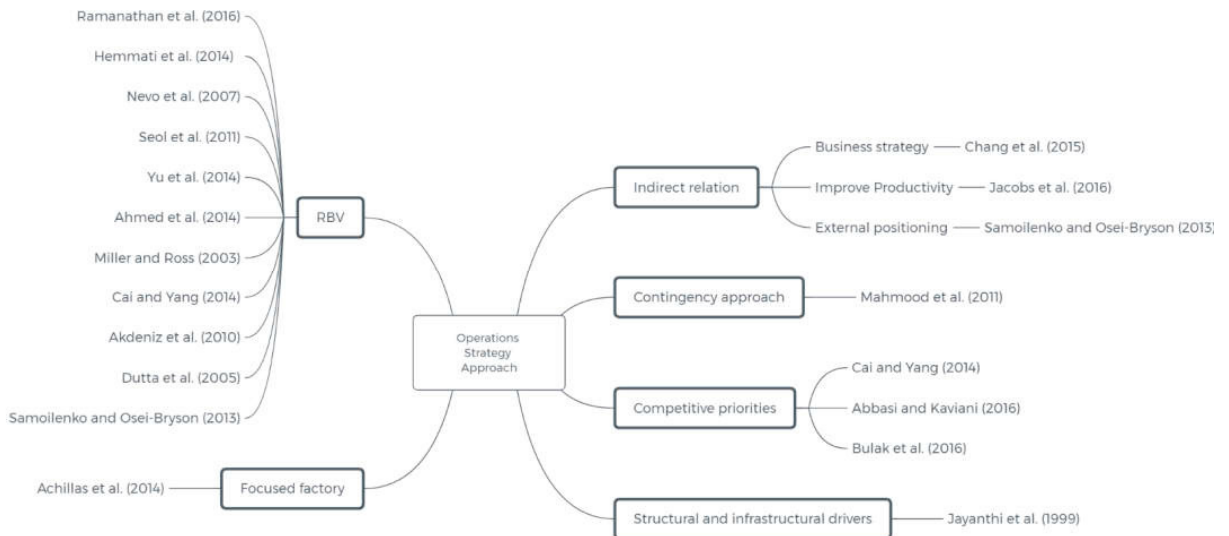 Ramanathan et al. (2016)
Hemmati et al. (2014)
Nevo et al. (2007)
Seol et al. (2011)
Yu et al. (2014)
Ahmed et al. (2014)
Miller and Ross (2003)
Cai and Yang (2014)
Akdeniz et al. (2010)
Dutta et al. (2005)
Samoilenko and Osei-Bryson (2013)
RBV
Achillas et al. (2014)
Focused factory
Operations
Strategy
Approach
Indirect relation
Business strategy
Chang et al. (2015)
Improve Productivity
Jacobs et al. (2016)
External positioning
Samoilenko and Osei-Bryson (2013)
Contingency approach
Mahmood et al. (2011)
Competitive priorities
Cai and Yang (2014)
Abbasi and Kaviani (2016)
Bulak et al. (2016)
Structural and infrastructural drivers
Jayanthi et al. (1999)